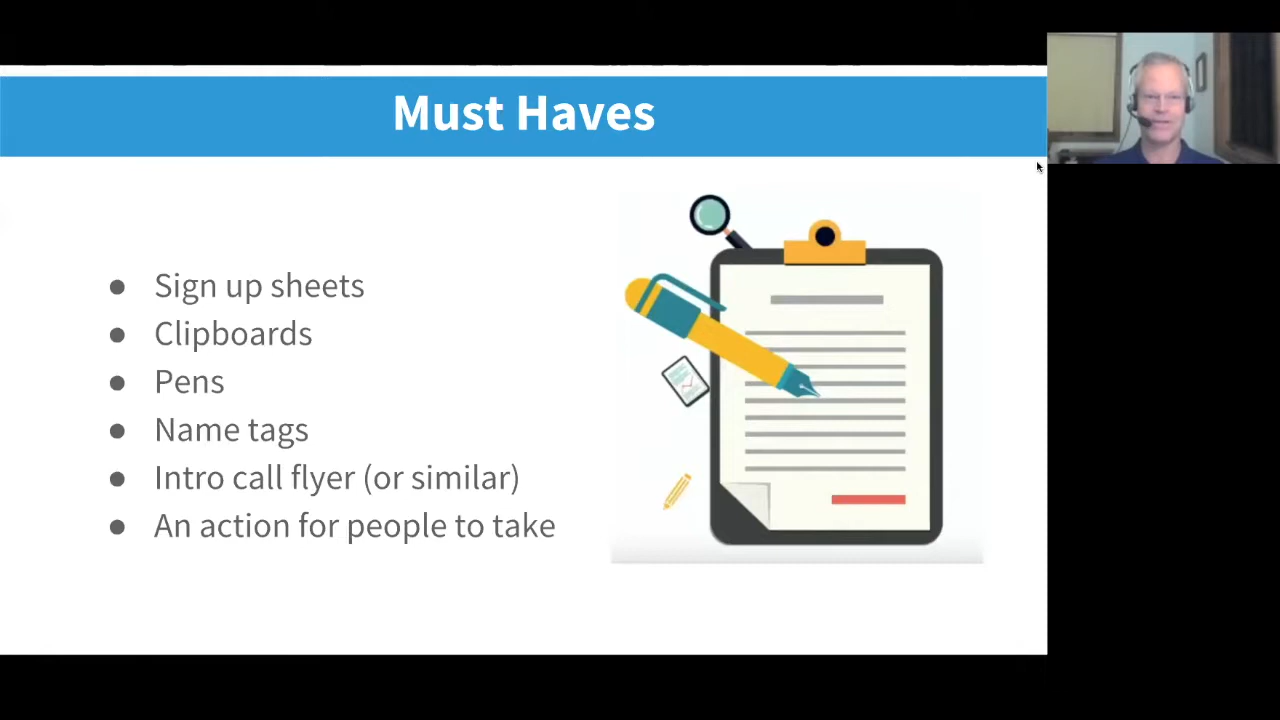 Must Haves
● Sign up sheets
● Clipboards
● Pens
● Name tags
● Intro call flyer (or similar)
● An action for people to take